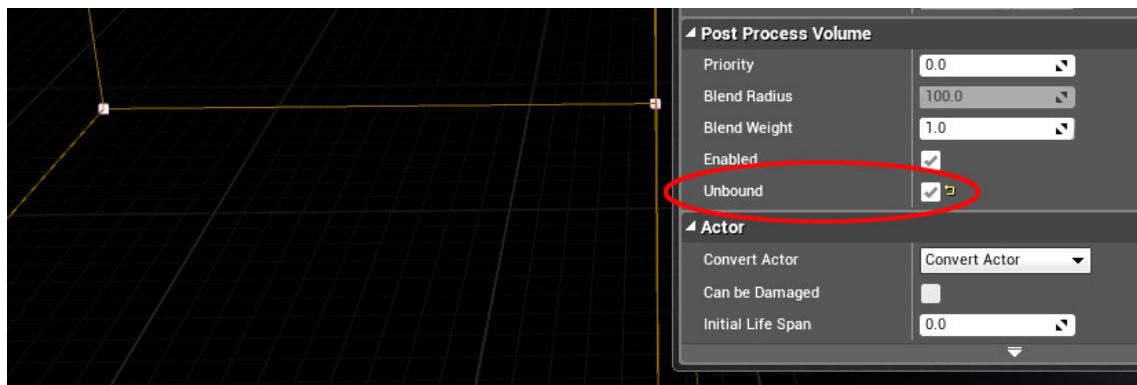 Post Process Volume
Priority 0.0
Blend Radius 100.0
Blend Weight 1.0
Enabled
Unbound
Actor
Convert Actor Convert Actor
Can be Damaged
Initial Life Span 0.0